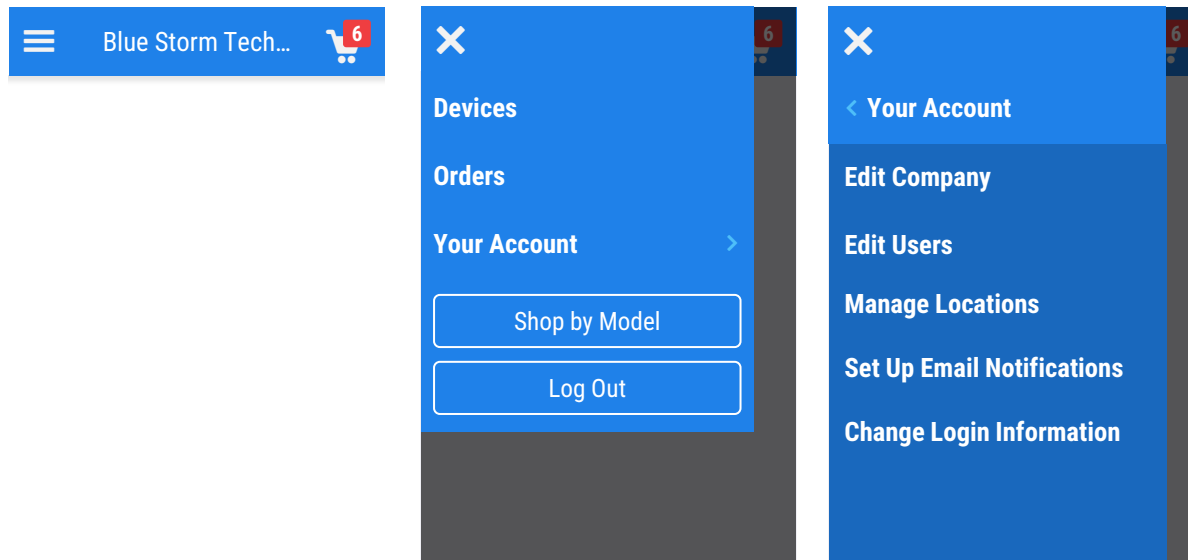 Blue Storm Tech...
6
6
Devices
Orders
Your Account
Shop by Model
Log Out
6
Your Account
Edit Company
Edit Users
Manage Locations
Set Up Email Notifications
Change Login Information